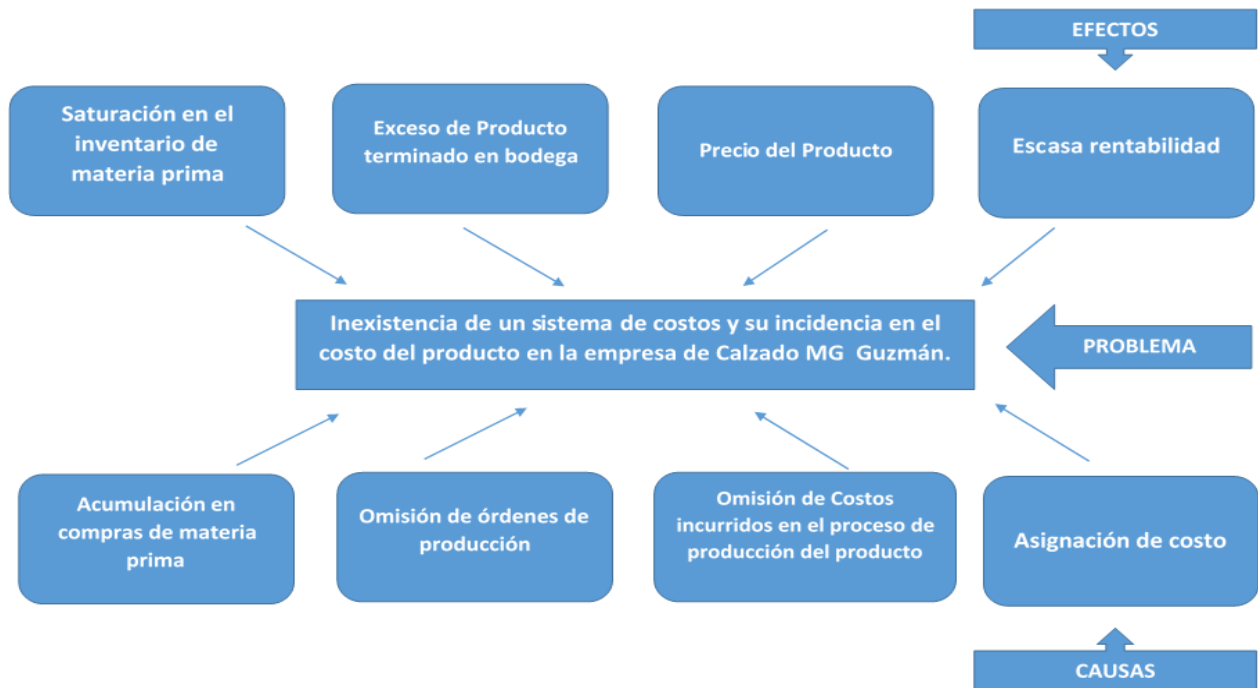 EFECTOS
Saturación en el
inventario de
materia prima
Exceso de Producto
terminado en bodega
Precio del Producto
Escasa rentabilidad
Inexistencia de un sistema de costos y su incidencia en el
costo del producto en la empresa de Calzado MG Guzmán.
PROBLEMA
Acumulación en
compras de materia
prima
Omisión de órdenes de
producción
Omisión de Costos
incurridos en el proceso de
producción del producto
Asignación de costo
CAUSAS